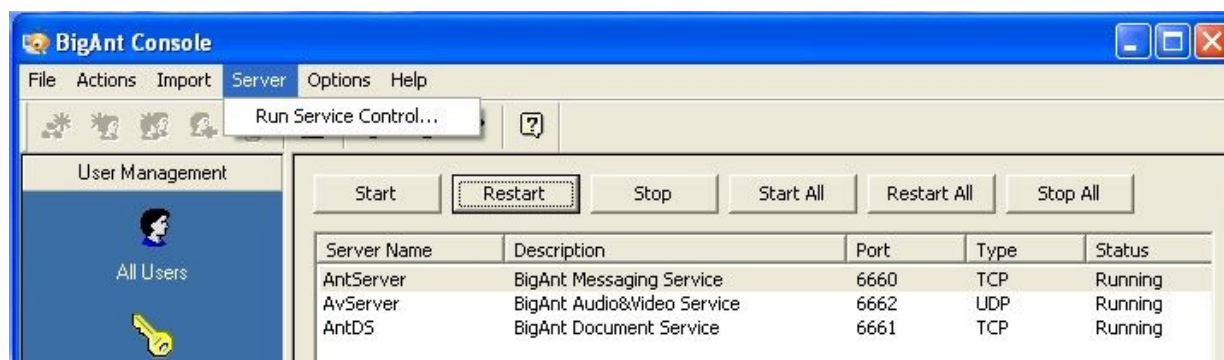 BigAnt Console
File Actions Import Server Options Help
Run Service Control...
User Management
Start Restart Stop Start All Restart All Stop All
Server Name Description Port Type Status
All Users
AntServer BigAnt Messaging Service 6660 TCP Running
AvServer BigAnt Audio&Video Service 6662 UDP Running
AntDS BigAnt Document Service 6661 TCP Running